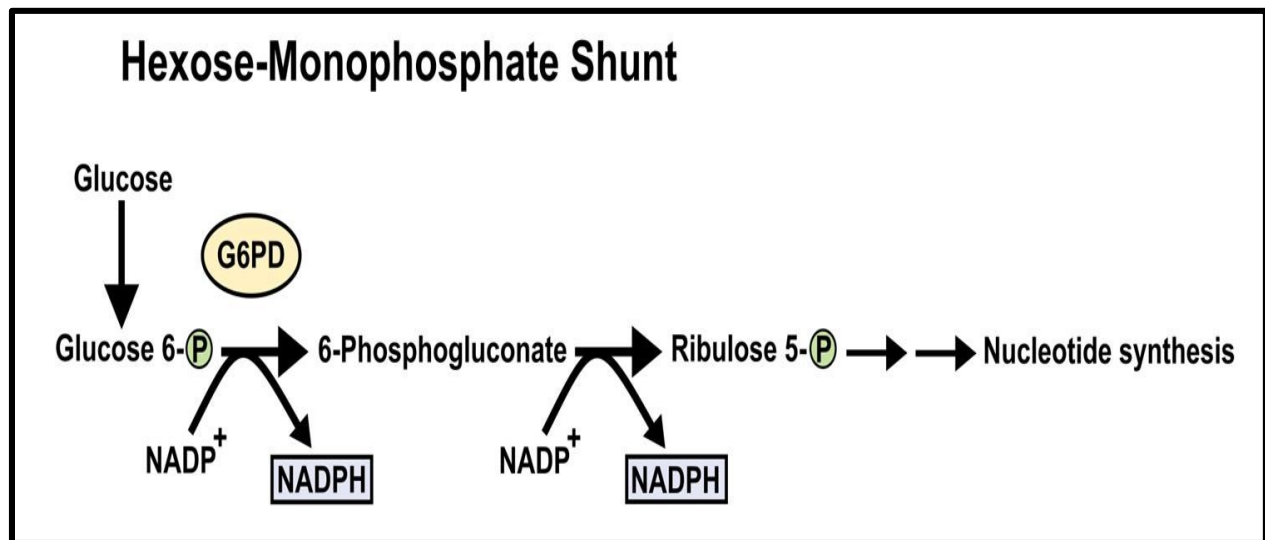 Hexose-Monophosphate Shunt
Glucose
G6PD
Glucose 6-P 6-Phosphogluconate Ribulose 5-P Nucleotide synthesis
NADP+ NADPH NADP+ NADPH